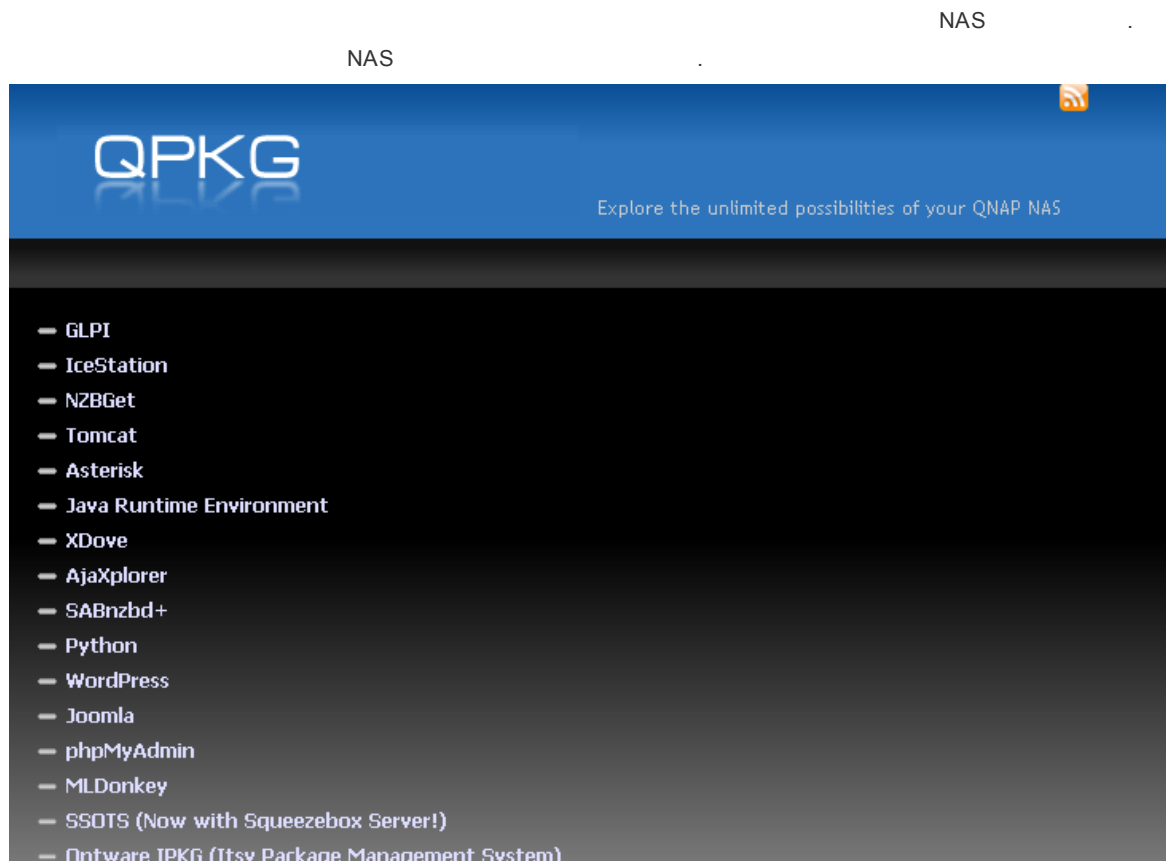 NAS .
NAS .
QPKG
Explore the unlimited possibilities of your QNAP NAS
GLPI
IceStation
NZBGet
Tomcat
Asterisk
Java Runtime Environment
XDove
AjaXplorer
SABnzbd+
Python
WordPress
Joomla
phpMyAdmin
MLDonkey
SSOTS (Now with Squeezebox Server!)
Optware IPKG (Itsy Package Management System)